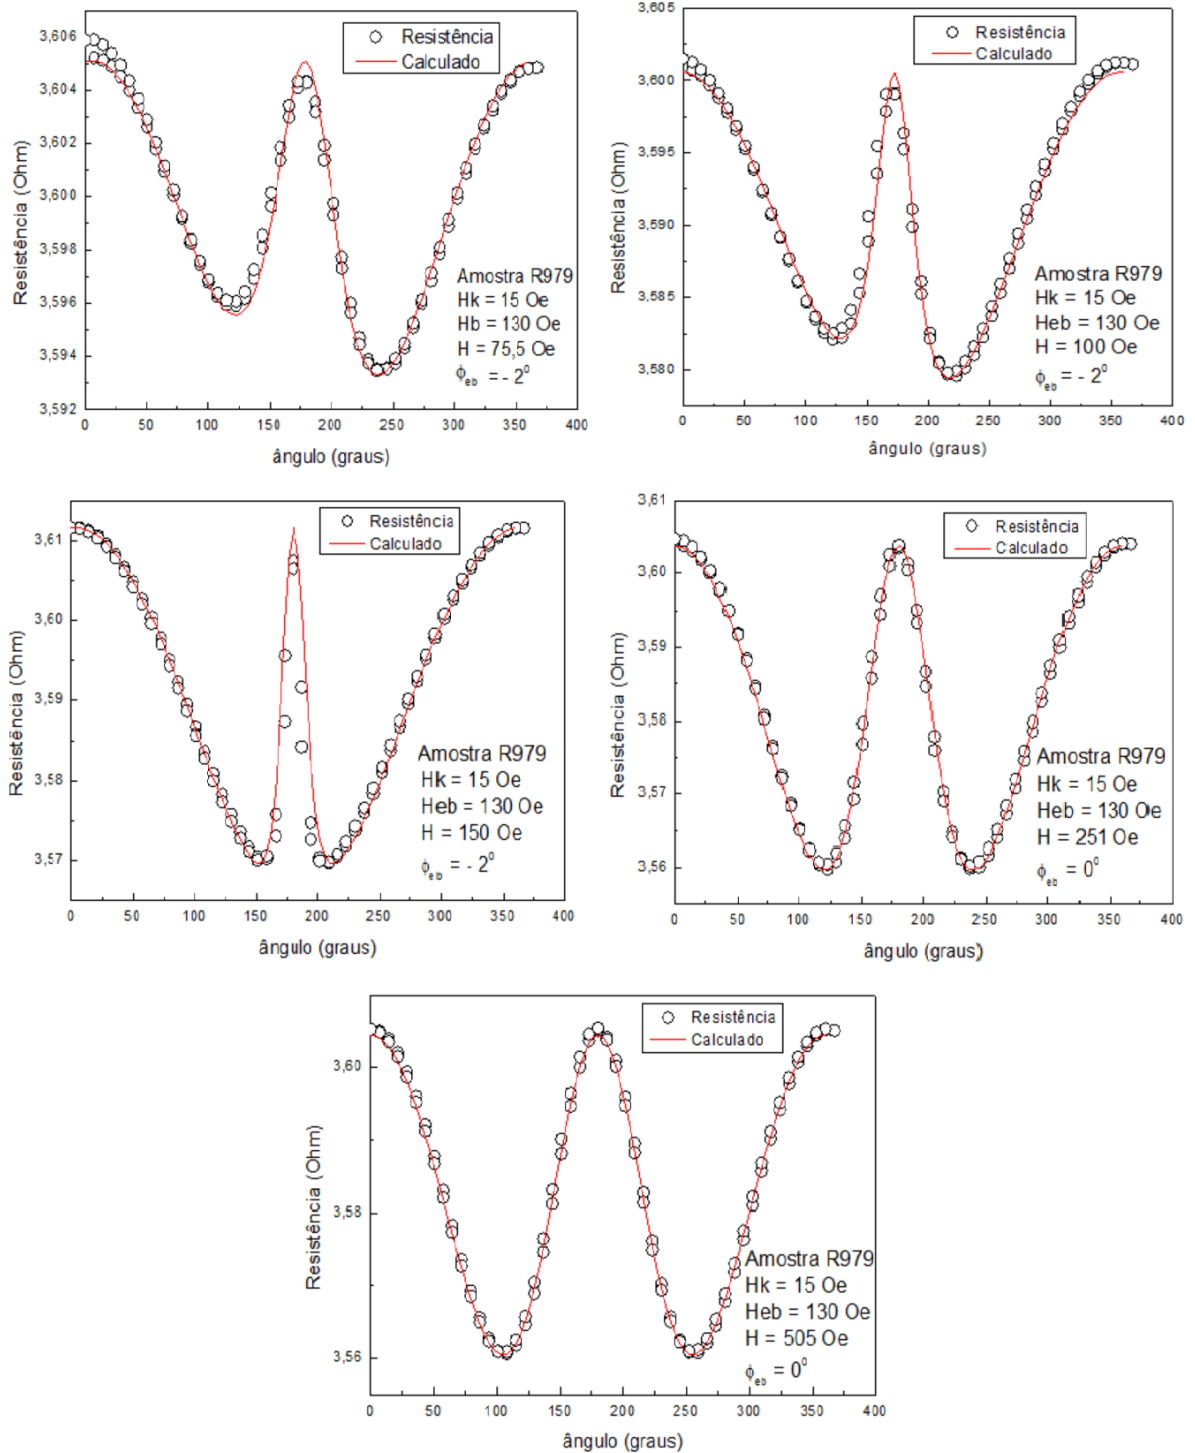 Resistência
Calculado
3,606
3,604
3,602
3,600
3,598
3,596
3,594
3,592
Resistência (Ohm)
Amostra R979
Hk = 15 Oe
Hb = 130 Oe
H = 75,5 Oe
ϕeb = - 2⁰
0 50 100 150 200 250 300 350 400
ângulo (graus)
Resistência
Calculado
3,605
3,600
3,595
3,590
3,585
3,580
Resistência (Ohm)
Amostra R979
Hk = 15 Oe
Heb = 130 Oe
H = 100 Oe
ϕeb = - 2⁰
0 50 100 150 200 250 300 350 400
ângulo (graus)
Resistência
Calculado
3,61
3,60
3,59
3,58
3,57
Resistência (Ohm)
Amostra R979
Hk = 15 Oe
Heb = 130 Oe
H = 150 Oe
ϕeb = - 2⁰
0 50 100 150 200 250 300 350 400
ângulo (graus)
Resistência
Calculado
3,61
3,60
3,59
3,58
3,57
3,56
Resistência (Ohm)
Amostra R979
Hk = 15 Oe
Heb = 130 Oe
H = 251 Oe
ϕeb = 0⁰
0 50 100 150 200 250 300 350 400
ângulo (graus)
Resistência
Calculado
3,60
3,58
3,56
Resistência (Ohm)
Amostra R979
Hk = 15 Oe
Heb = 130 Oe
H = 505 Oe
ϕeb = 0⁰
0 50 100 150 200 250 300 350 400
ângulo (graus)